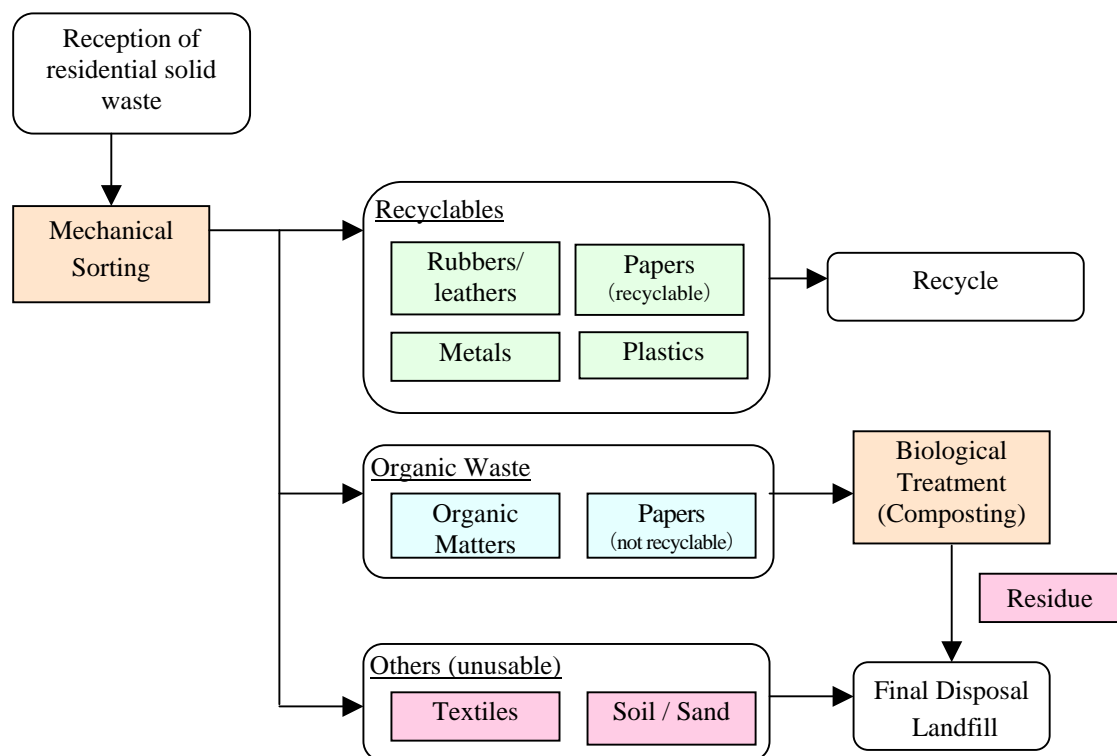 Reception of
residential solid
waste
Mechanical
Sorting
Recyclables
Rubbers/
leathers
Papers
(recyclable)
Metals
Plastics
Recycle
Organic Waste
Organic
Matters
Papers
(not recyclable)
Biological
Treatment
(Composting)
Residue
Others (unusable)
Textiles
Soil / Sand
Final Disposal
Landfill